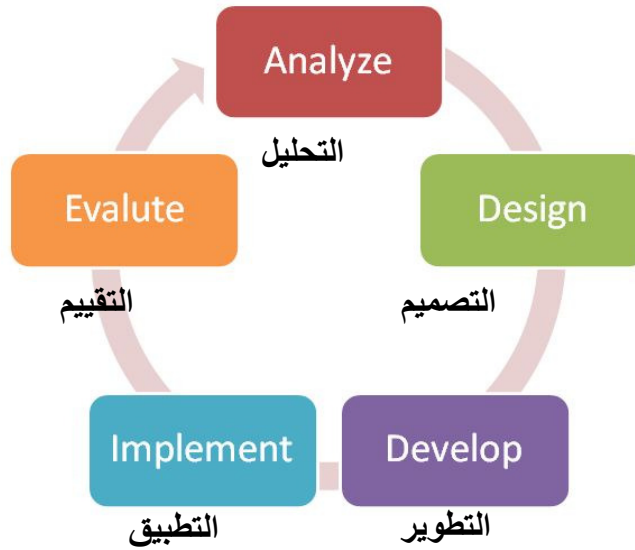 Analyze
التحليل
Design
التصميم
Develop
التطوير
Implement
التطبيق
Evalute
التقييم